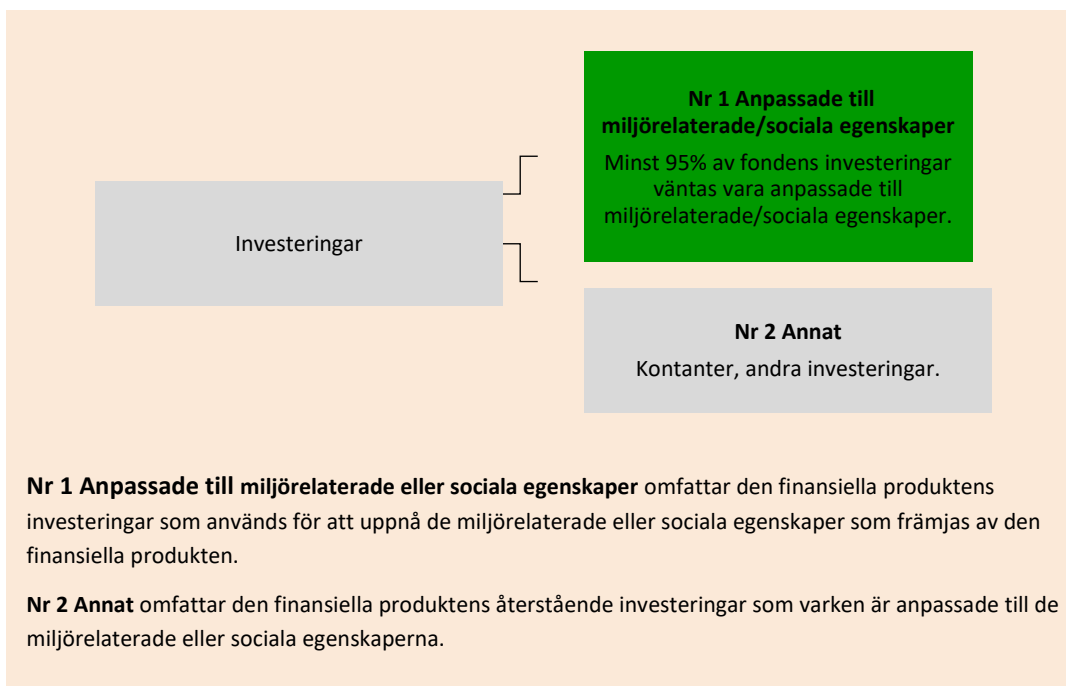 Nr 1 Anpassade till
miljörelaterade/sociala egenskaper
Minst 95% av fondens investeringar
väntas vara anpassade till
miljörelaterade/sociala egenskaper.
Investeringar
Nr 2 Annat
Kontanter, andra investeringar.
Nr 1 Anpassade till miljörelaterade eller sociala egenskaper omfattar den finansiella produktens
investeringar som används för att uppnå de miljörelaterade eller sociala egenskaper som främjas av den
finansiella produkten.
Nr 2 Annat omfattar den finansiella produktens återstående investeringar som varken är anpassade till de
miljörelaterade eller sociala egenskaperna.